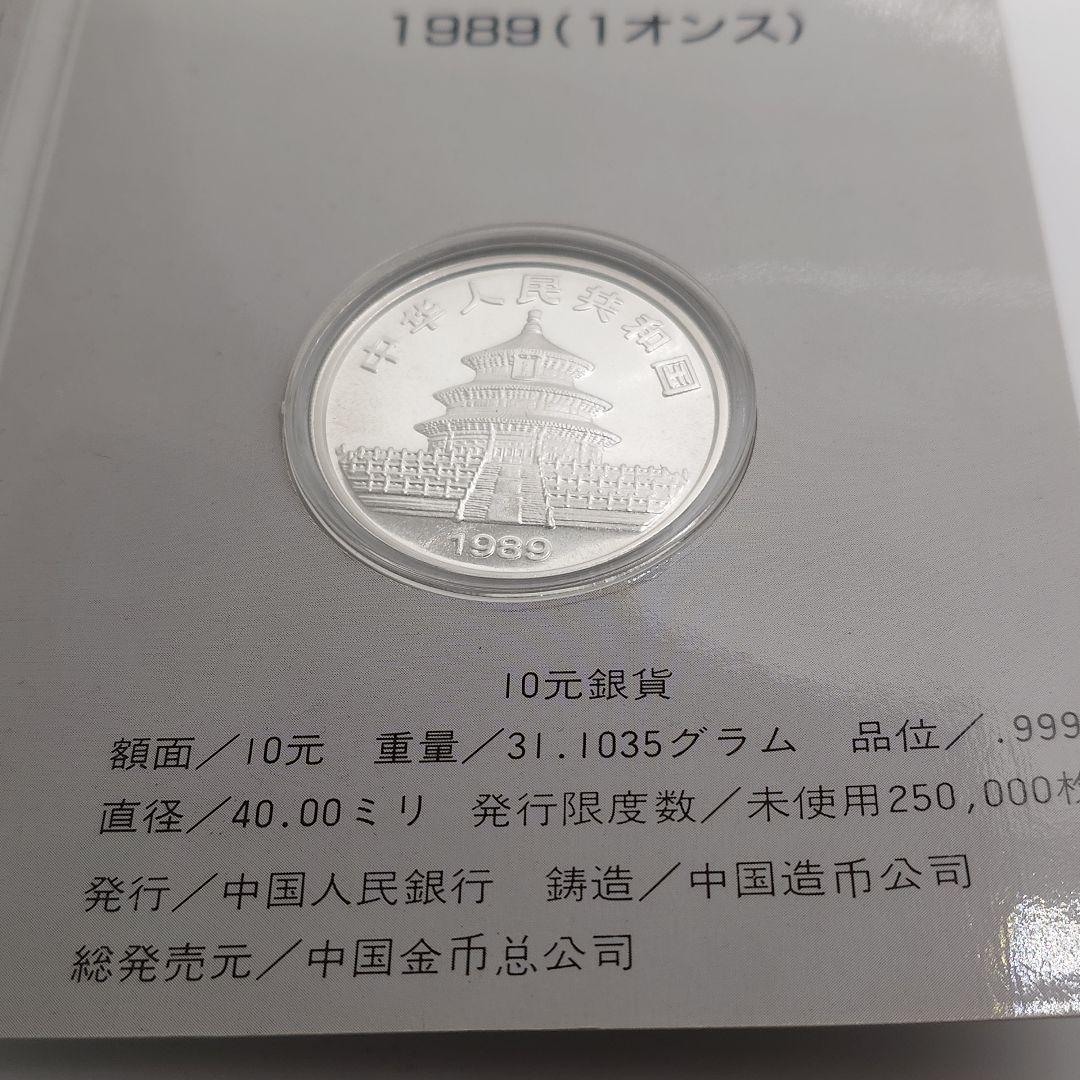 1989(1オンス)
中华人民共和国
1989
10元銀貨
額面/10元 重量/31.1035グラム 品位/.999
直径/40.00ミリ 発行限度数/未使用250,000枚
発行/中国人民銀行 鋳造/中国造币公司
総発売元/中国金币总公司